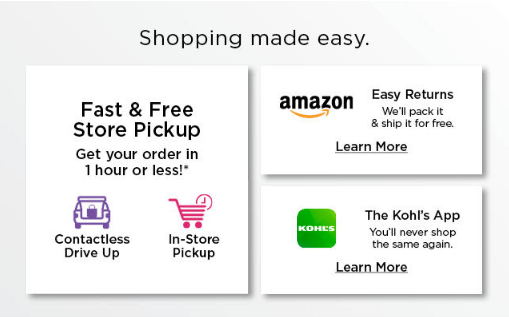 Shopping made easy.
Fast & Free
Store Pickup
Get your order in
1 hour or less!*
Contactless
Drive Up
In-Store
Pickup
amazon
Easy Returns
We'll pack it
& ship it for free.
Learn More
KOHL'S
The Kohl's App
You'll never shop
the same again.
Learn More